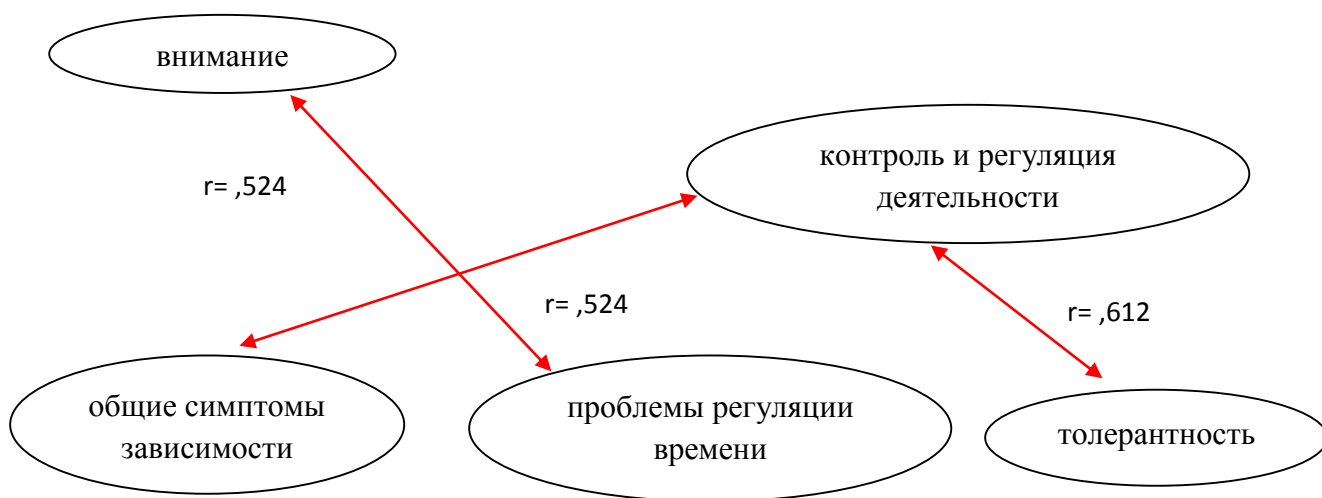 внимание
контроль и регуляция
деятельности
r= ,524
r= ,524
r= ,612
общие симптомы
зависимости
проблемы регуляции
времени
толерантность